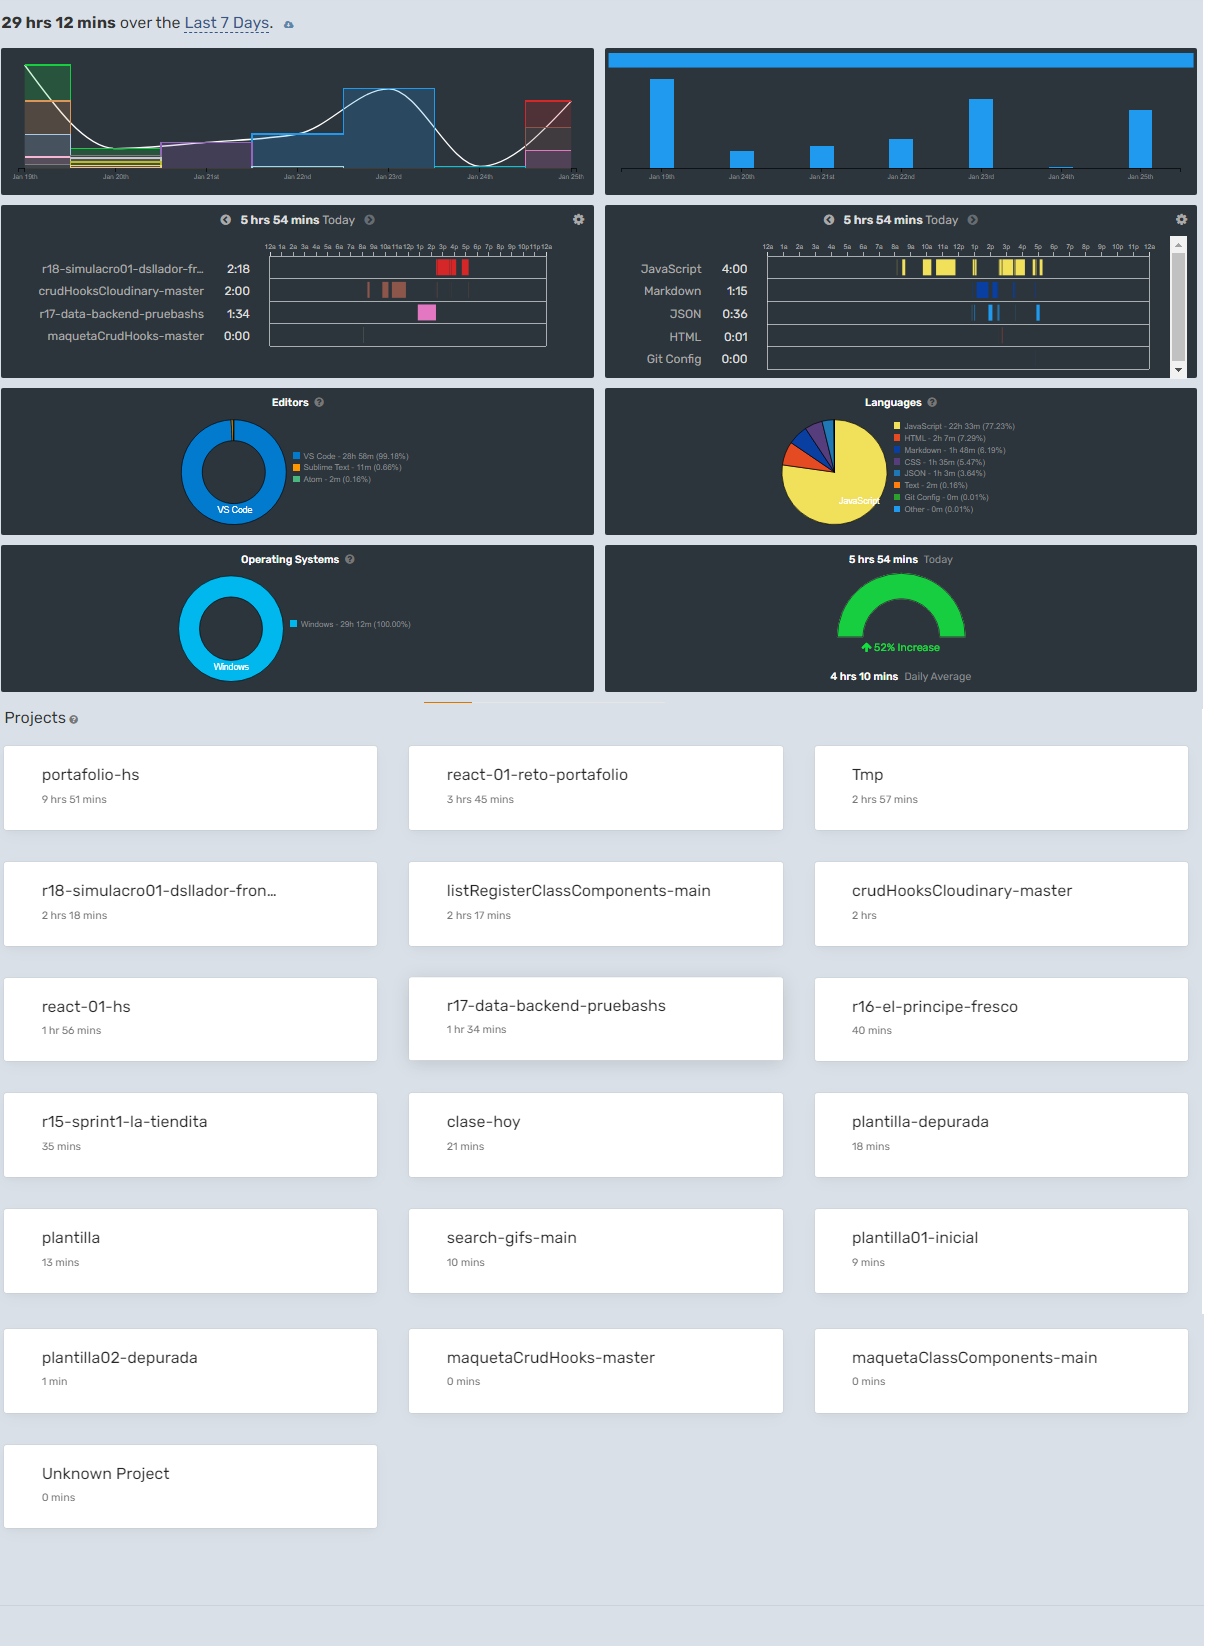 29 hrs 12 mins over the Last 7 Days.
Jan 19th Jan 20th Jan 21st Jan 22nd Jan 23rd Jan 24th Jan 25th
Jan 19th Jan 20th Jan 21st Jan 22nd Jan 23rd Jan 24th Jan 25th
5 hrs 54 mins Today
12a 1a 2a 3a 4a 5a 6a 7a 8a 9a 10a 11a 12p 1p 2p 3p 4p 5p 6p 7p 8p 9p 10p 11p 12a
r18-simulacro01-dsllador-fr... 2:18
crudHooksCloudinary-master 2:00
r17-data-backend-pruebashs 1:34
maquetaCrudHooks-master 0:00
5 hrs 54 mins Today
12a 1a 2a 3a 4a 5a 6a 7a 8a 9a 10a 11a 12p 1p 2p 3p 4p 5p 6p 7p 8p 9p 10p 11p 12a
JavaScript 4:00
Markdown 1:15
JSON 0:36
HTML 0:01
Git Config 0:00
Editors
VS Code - 28h 58m (99.18%)
Sublime Text - 11m (0.66%)
Atom - 2m (0.16%)
VS Code
Languages
JavaScript - 22h 33m (77.23%)
HTML - 2h 7m (7.29%)
Markdown - 1h 48m (6.19%)
CSS - 1h 35m (5.47%)
JSON - 1h 3m (3.64%)
Text - 2m (0.16%)
Git Config - 0m (0.01%)
Other - 0m (0.01%)
JavaScript
Operating Systems
Windows - 29h 12m (100.00%)
Windows
5 hrs 54 mins Today
52% Increase
4 hrs 10 mins Daily Average
Projects
portafolio-hs
9 hrs 51 mins
react-01-reto-portafolio
3 hrs 45 mins
Tmp
2 hrs 57 mins
r18-simulacro01-dsllador-fron...
2 hrs 18 mins
listRegisterClassComponents-main
2 hrs 17 mins
crudHooksCloudinary-master
2 hrs
react-01-hs
1 hr 56 mins
r17-data-backend-pruebashs
1 hr 34 mins
r16-el-principe-fresco
40 mins
r15-sprint1-la-tiendita
35 mins
clase-hoy
21 mins
plantilla-depurada
18 mins
plantilla
13 mins
search-gifs-main
10 mins
plantilla01-inicial
9 mins
plantilla02-depurada
1 min
maquetaCrudHooks-master
0 mins
maquetaClassComponents-main
0 mins
Unknown Project
0 mins